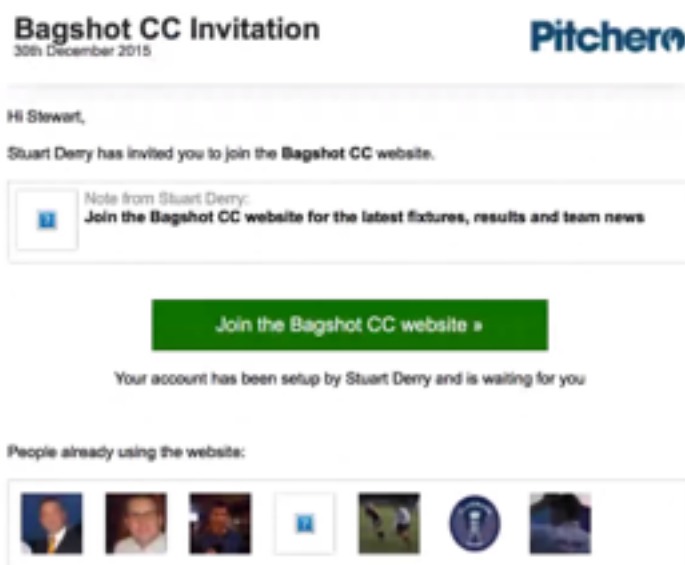 Bagshot CC Invitation
30th December 2015
Pitchero
Hi Stewart,
Stuart Derry has invited you to join the Bagshot CC website.
Note from Stuart Derry:
Join the Bagshot CC website for the latest fixtures, results and team news
Join the Bagshot CC website »
Your account has been setup by Stuart Derry and is waiting for you
People already using the website: